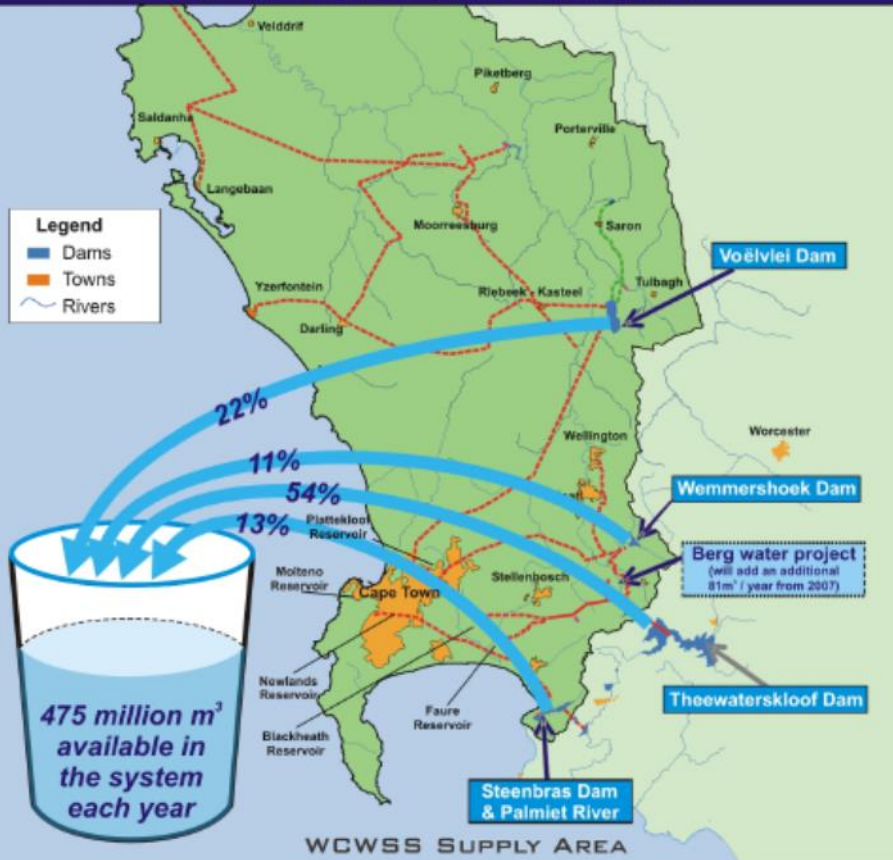 Velddrif
Piketberg
Saldanha
Porterville
Langebaan
Legend
Dams
Towns
Rivers
Moorreesburg
Saron
Voëlvlei Dam
Yzerfontein
Riebeek - Kasteel
Tulbagh
Darling
22%
Wellington
Worcester
11%
54%
13%
Wemmershoek Dam
Plattekloof
Reservoir
Berg water project
(will add an additional
81m³ / year from 2007)
Molteno
Reservoir
Cape Town
Stellenbosch
Newlands
Reservoir
Faure
Reservoir
Blackheath
Reservoir
Theewaterskloof Dam
475 million m³
available in
the system
each year
Steenbras Dam
& Palmiet River
WCWSS SUPPLY AREA